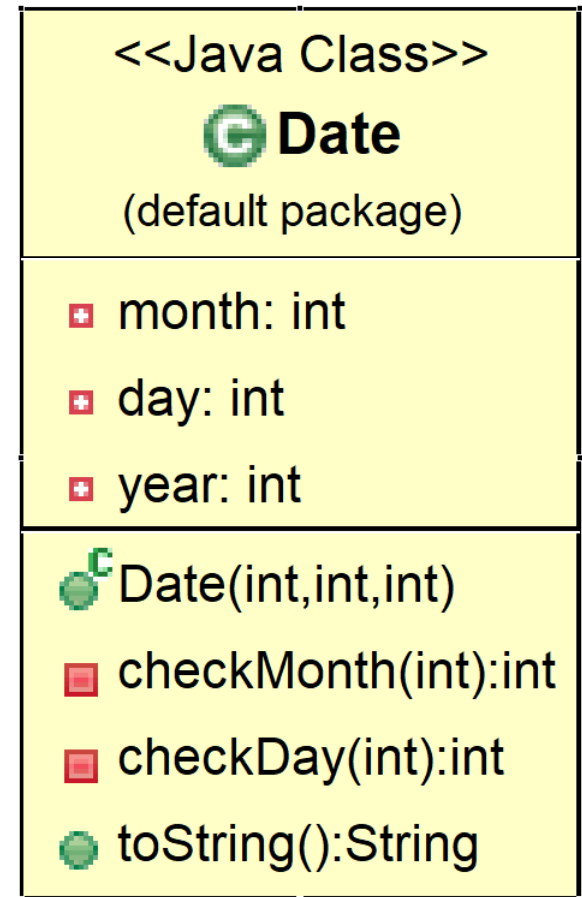 <<Java Class>>
C Date
(default package)
month: int
day: int
year: int
C Date(int,int,int)
checkMonth(int):int
checkDay(int):int
toString():String